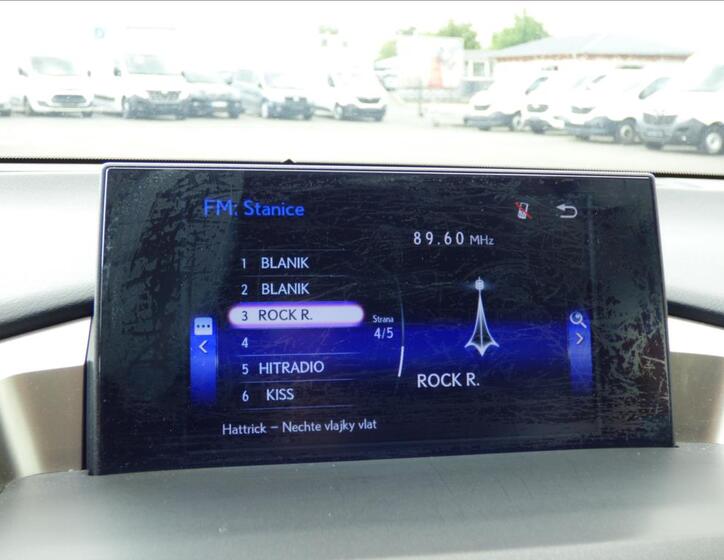 FM: Stanice
89.60 MHz
1 BLANIK
2 BLANIK
3 ROCK R.
Strana
4/5
4
5 HITRADIO
6 KISS
ROCK R.
Hattrick – Nechte vlajky vlat